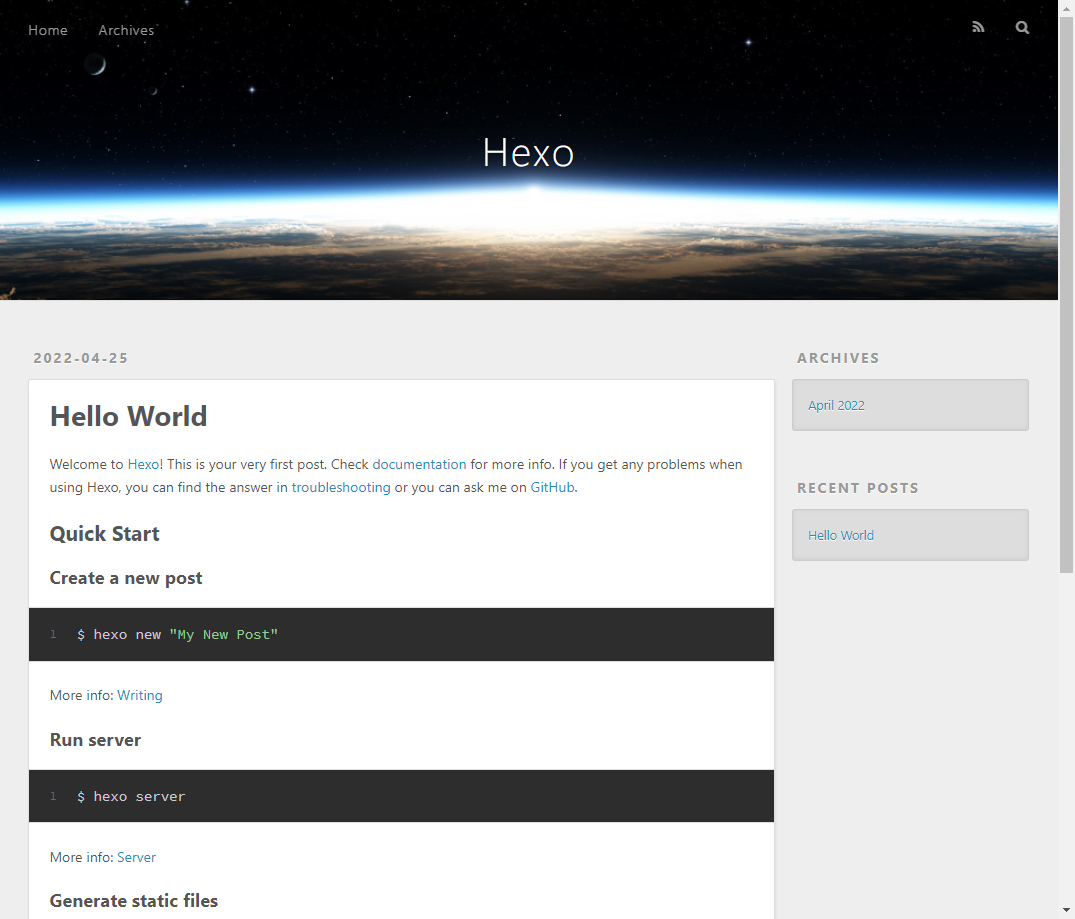 Home Archives
Hexo
2022-04-25
Hello World
Welcome to Hexo! This is your very first post. Check documentation for more info. If you get any problems when
using Hexo, you can find the answer in troubleshooting or you can ask me on GitHub.
Quick Start
Create a new post
1 $ hexo new "My New Post"
More info: Writing
Run server
1 $ hexo server
More info: Server
Generate static files
ARCHIVES
April 2022
RECENT POSTS
Hello World